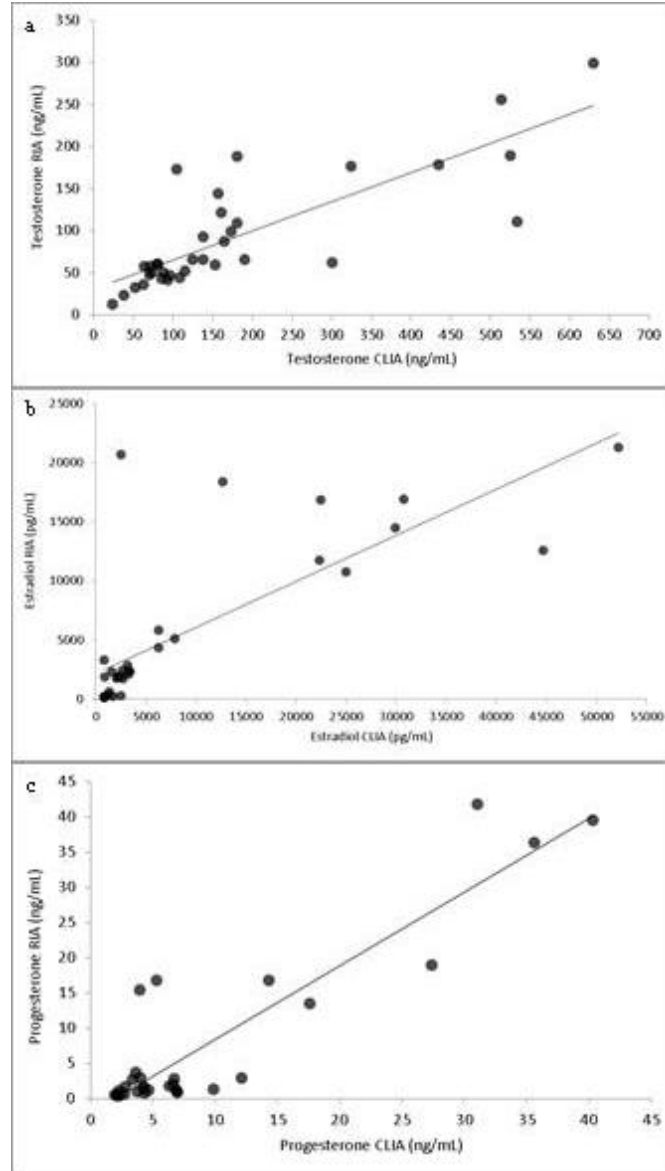 a
350
300
250
200
150
100
50
0
Testosterone RIA (ng/mL)
0 50 100 150 200 250 300 350 400 450 500 550 600 650 700
Testosterone CLIA (ng/mL)
b
25000
20000
15000
10000
5000
0
Estradiol RIA (pg/mL)
0 5000 10000 15000 20000 25000 30000 35000 40000 45000 50000 55000
Estradiol CLIA (pg/mL)
c
45
40
35
30
25
20
15
10
5
0
Progesterone RIA (ng/mL)
0 5 10 15 20 25 30 35 40 45
Progesterone CLIA (ng/mL)